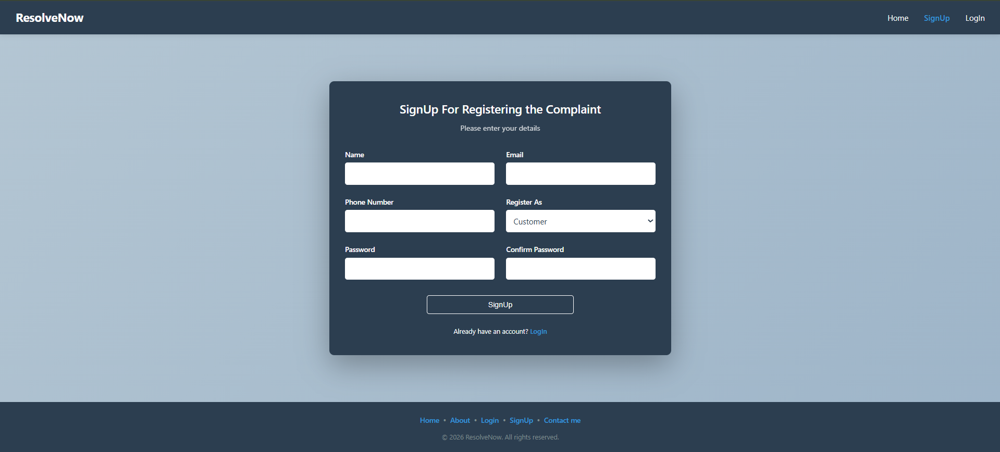 ResolveNow
Home SignUp LogIn
SignUp For Registering the Complaint
Please enter your details
Name Email
Phone Number Register As
Customer
Password Confirm Password
SignUp
Already have an account? LogIn
Home • About • Login • SignUp • Contact me
© 2026 ResolveNow. All rights reserved.